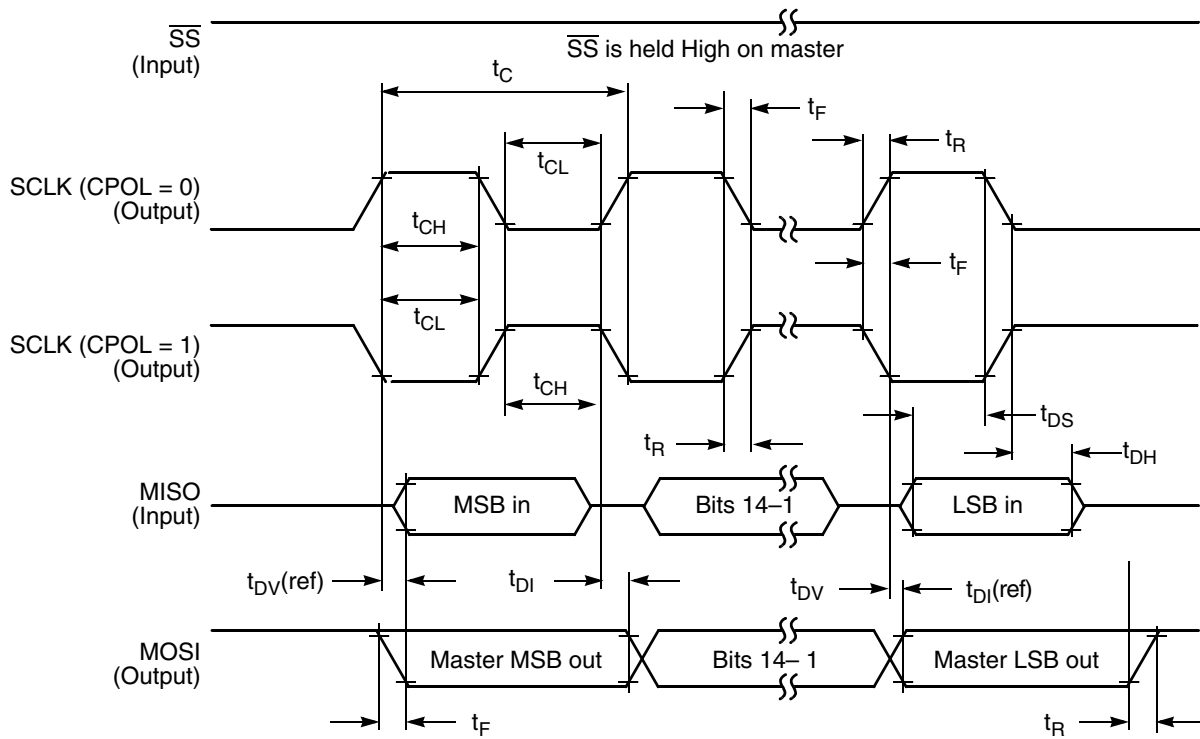 SS
(Input)
SS is held High on master
tC
tF
tCL
tR
SCLK (CPOL = 0)
(Output)
tCH
tF
tCL
SCLK (CPOL = 1)
(Output)
tCH
tDS
tR
tDH
MISO
(Input)
MSB in
Bits 14–1
LSB in
tDV(ref)
tDI
tDV
tDI(ref)
MOSI
(Output)
Master MSB out
Bits 14– 1
Master LSB out
tF
tR